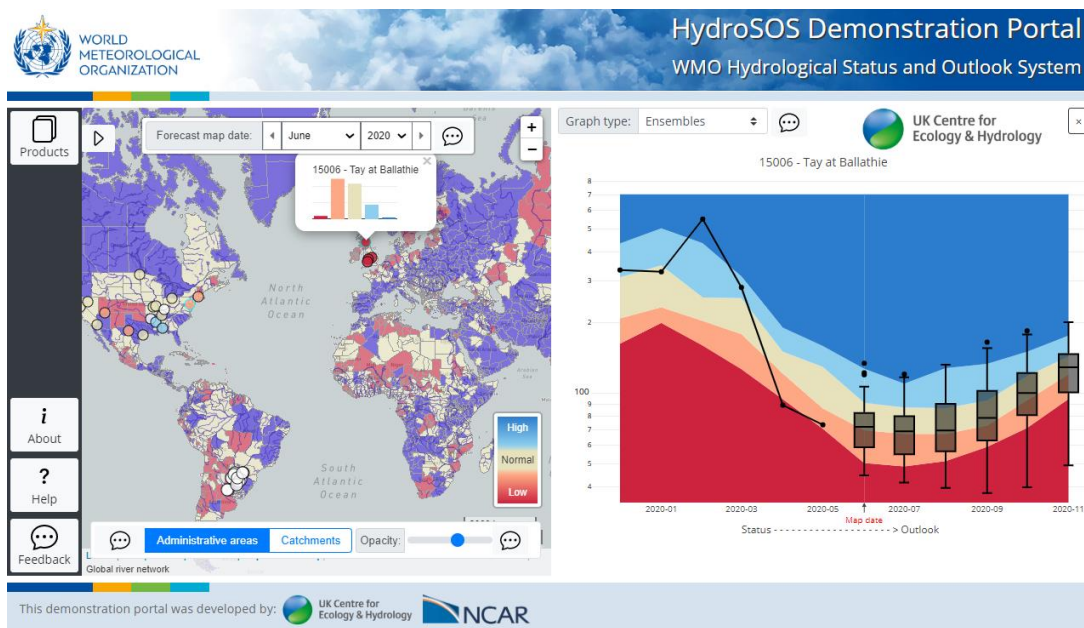 WORLD
METEOROLOGICAL
ORGANIZATION
HydroSOS Demonstration Portal
WMO Hydrological Status and Outlook System
Products
Forecast map date:
June
2020
+
−
15006 - Tay at Ballathie
×
North
Atlantic
Ocean
South
Atlantic
Ocean
High
Normal
Low
i
About
?
Help
Feedback
Administrative areas
Catchments
Opacity:
Global river network
Graph type:
Ensembles
UK Centre for
Ecology & Hydrology
×
15006 - Tay at Ballathie
8
7
6
5
4
3
2
100
9
8
7
6
5
4
2020-01
2020-03
2020-05
2020-07
2020-09
2020-11
Map date
Status - - - - - - - - - - - - - - - - - - - > Outlook
This demonstration portal was developed by:
UK Centre for
Ecology & Hydrology
NCAR